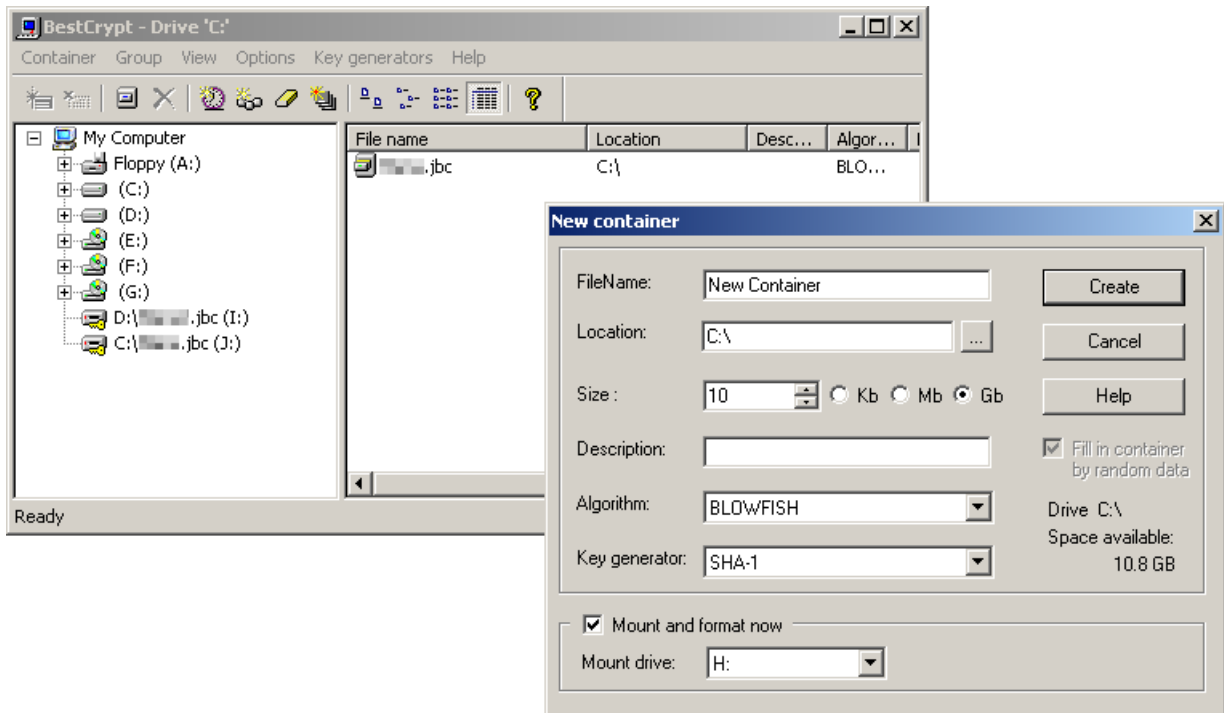 BestCrypt - Drive 'C:'
Container Group View Options Key generators Help
My Computer
Floppy (A:)
(C:)
(D:)
(E:)
(F:)
(G:)
D:\ .jbc (I:)
C:\ .jbc (J:)
File name Location Desc... Algor...
.jbc C:\ BLO...
Ready
New container
FileName: New Container
Create
Location: C:\ ...
Cancel
Size : 10 Kb Mb Gb
Help
Description:
Fill in container
by random data
Algorithm: BLOWFISH
Drive C:\
Space available:
10.8 GB
Key generator: SHA-1
Mount and format now
Mount drive: H: